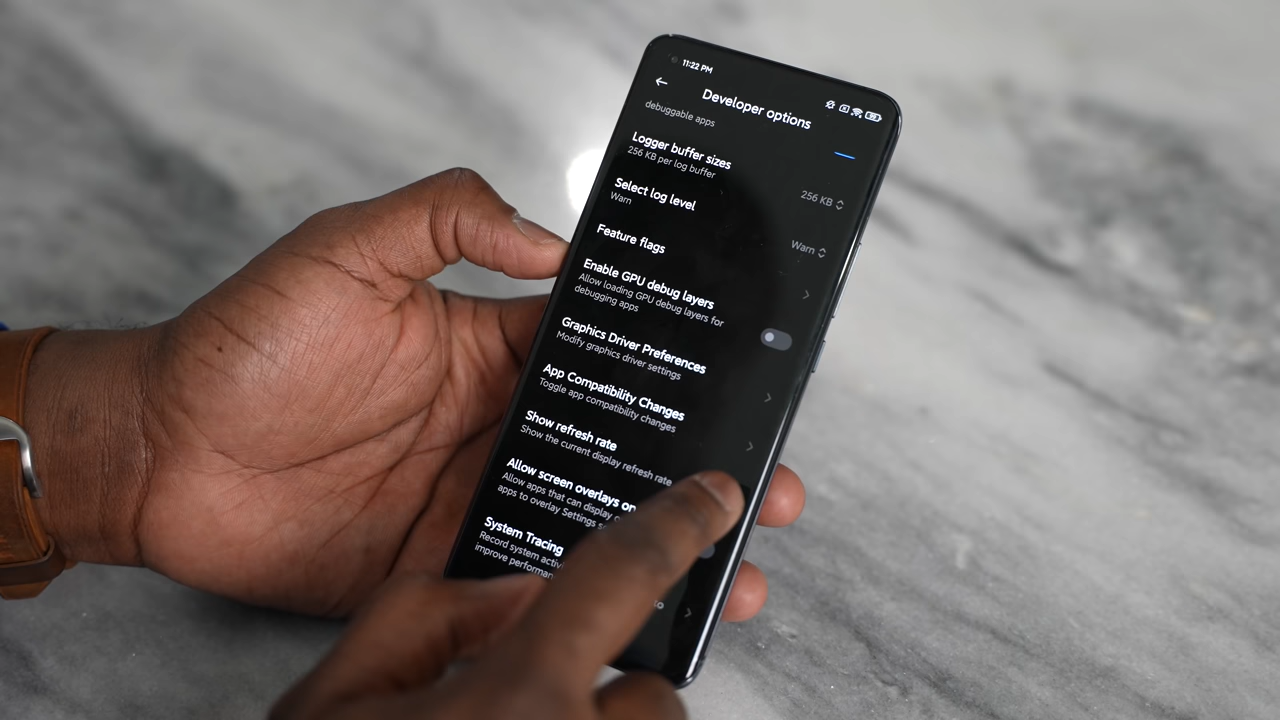 11:22 PM
Developer options
debuggable apps
Logger buffer sizes
256 KB per log buffer
256 KB
Select log level
Warn
Warn
Feature flags
Enable GPU debug layers
Allow loading GPU debug layers for
debugging apps
Graphics Driver Preferences
Modify graphics driver settings
App Compatibility Changes
Toggle app compatibility changes
Show refresh rate
Show the current display refresh rate
Allow screen overlays on
Allow apps that can display
apps to overlay Settings
System Tracing
Record system
improve